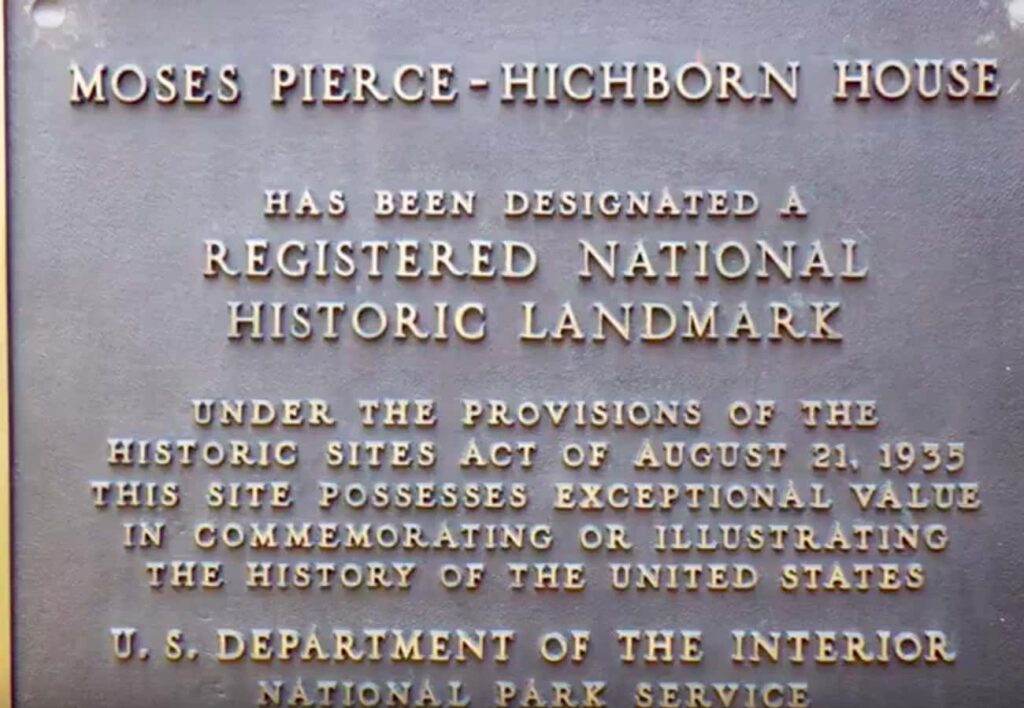 MOSES PIERCE-HICHBORN HOUSE
HAS BEEN DESIGNATED A
REGISTERED NATIONAL
HISTORIC LANDMARK
UNDER THE PROVISIONS OF THE
HISTORIC SITES ACT OF AUGUST 21, 1935
THIS SITE POSSESSES EXCEPTIONAL VALUE
IN COMMEMORATING OR ILLUSTRATING
THE HISTORY OF THE UNITED STATES
U. S. DEPARTMENT OF THE INTERIOR
NATIONAL PARK SERVICE